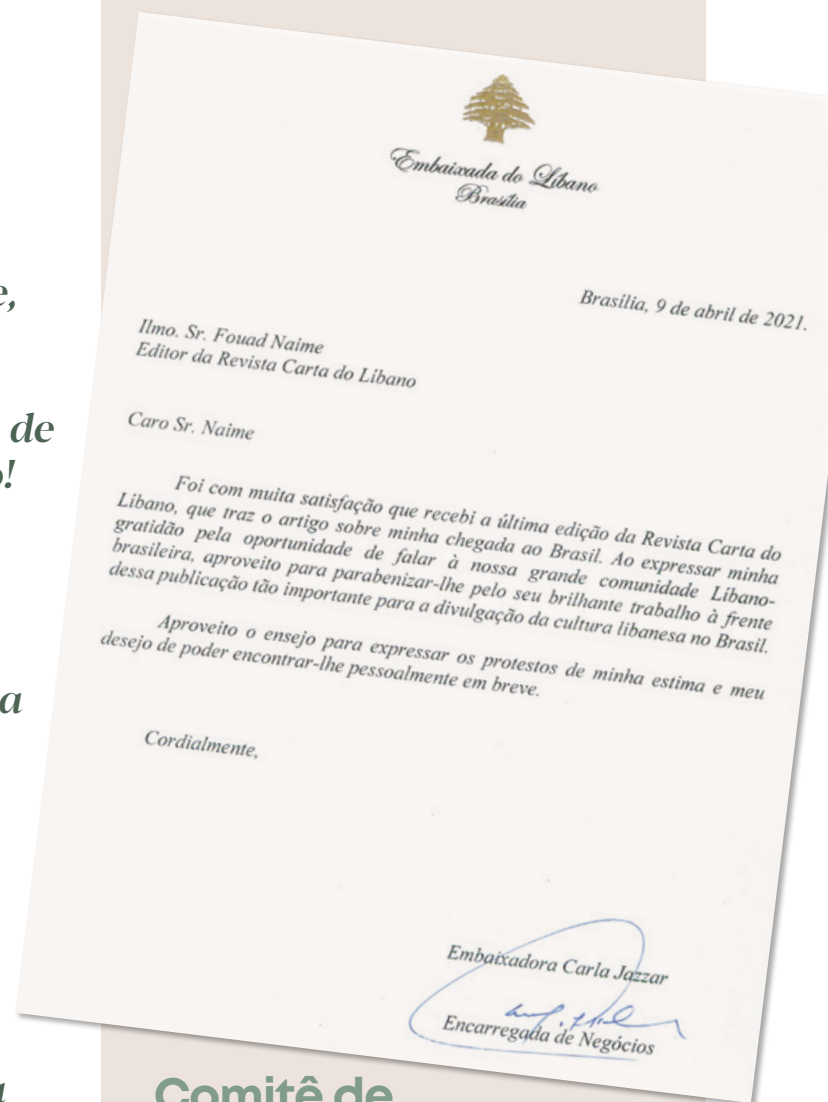 Embaixada do Líbano
Brasília
Brasília, 9 de abril de 2021.
Ilmo. Sr. Fouad Naime
Editor da Revista Carta do Líbano
Caro Sr. Naime
Foi com muita satisfação que recebi a última edição da Revista Carta do
Líbano, que traz o artigo sobre minha chegada ao Brasil. Ao expressar minha
gratidão pela oportunidade de falar à nossa grande comunidade Libano-
brasileira, aproveito para parabenizar-lhe pelo seu brilhante trabalho à frente
dessa publicação tão importante para a divulgação da cultura libanesa no Brasil.
Aproveito o ensejo para expressar os protestos de minha estima e meu
desejo de poder encontrar-lhe pessoalmente em breve.
Cordialmente,
Embaixadora Carla Jazzar
Encarregada de Negócios
de
Comitê de